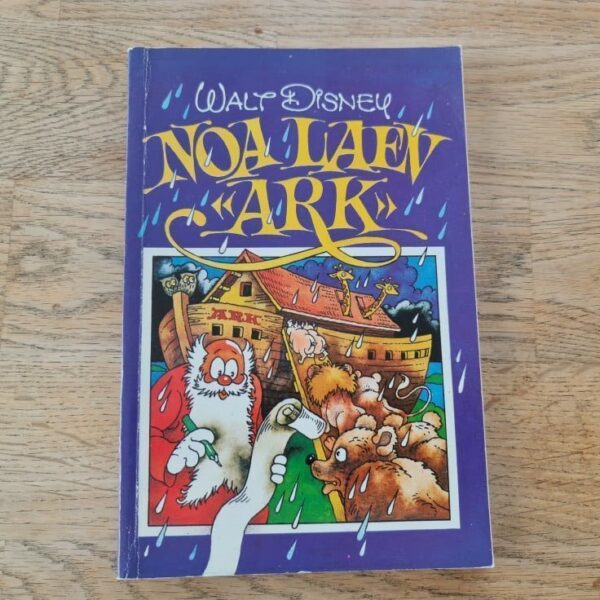 WALT DISNEY
NOA LAEV
«ARK»
ARK